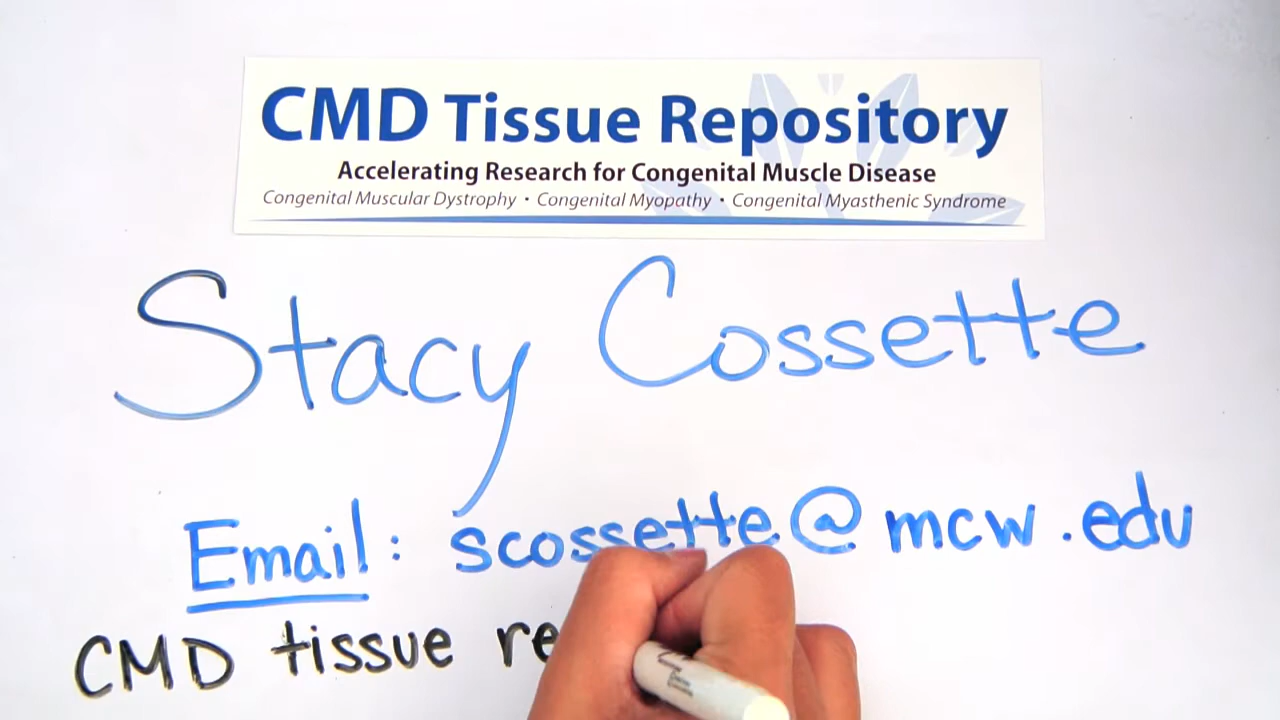 CMD Tissue Repository
Accelerating Research for Congenital Muscle Disease
Congenital Muscular Dystrophy • Congenital Myopathy • Congenital Myasthenic Syndrome
Stacy Cossette
Email: scossette@mcw.edu
CMD tissue re